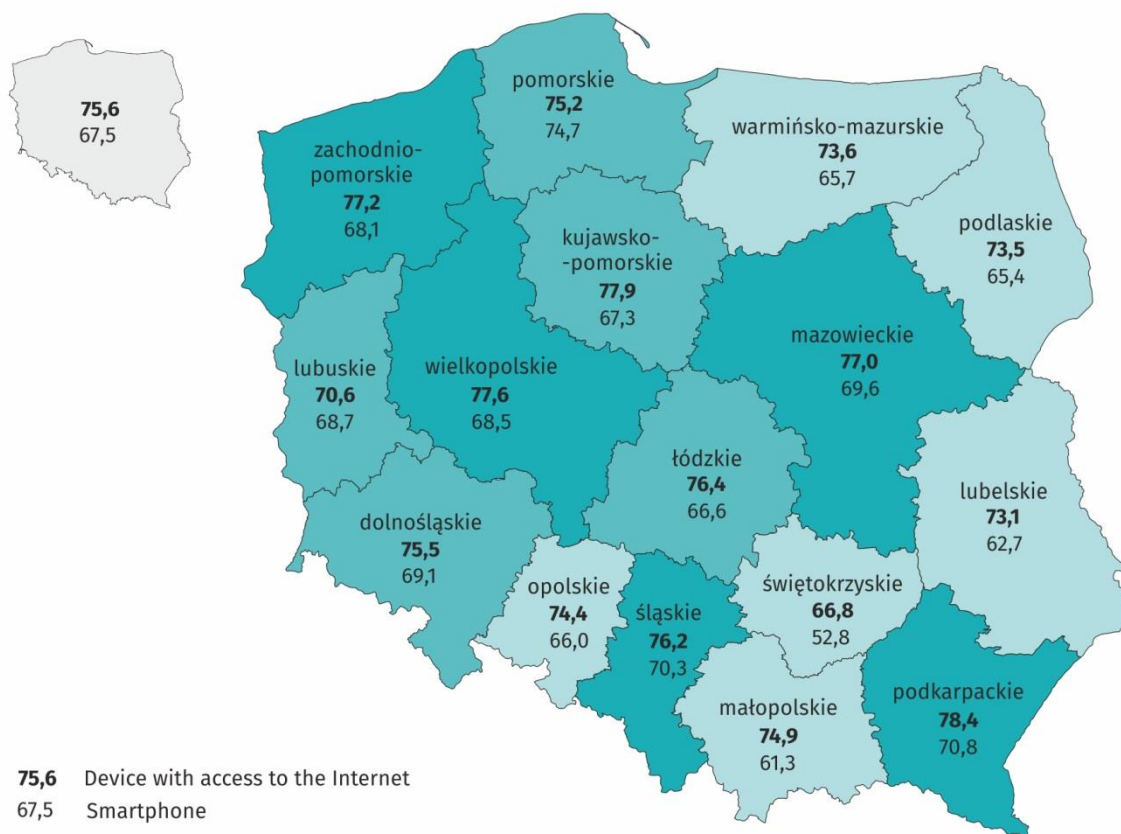 75,6
67,5
pomorskie
75,2
74,7
warmińsko-mazurskie
73,6
65,7
zachodnio-
pomorskie
77,2
68,1
kujawsko-
-pomorskie
77,9
67,3
podlaskie
73,5
65,4
lubuskie
70,6
68,7
wielkopolskie
77,6
68,5
mazowieckie
77,0
69,6
łódzkie
76,4
66,6
lubelskie
73,1
62,7
dolnośląskie
75,5
69,1
opolskie
74,4
66,0
śląskie
76,2
70,3
świętokrzyskie
66,8
52,8
małopolskie
74,9
61,3
podkarpackie
78,4
70,8
75,6 Device with access to the Internet
67,5 Smartphone